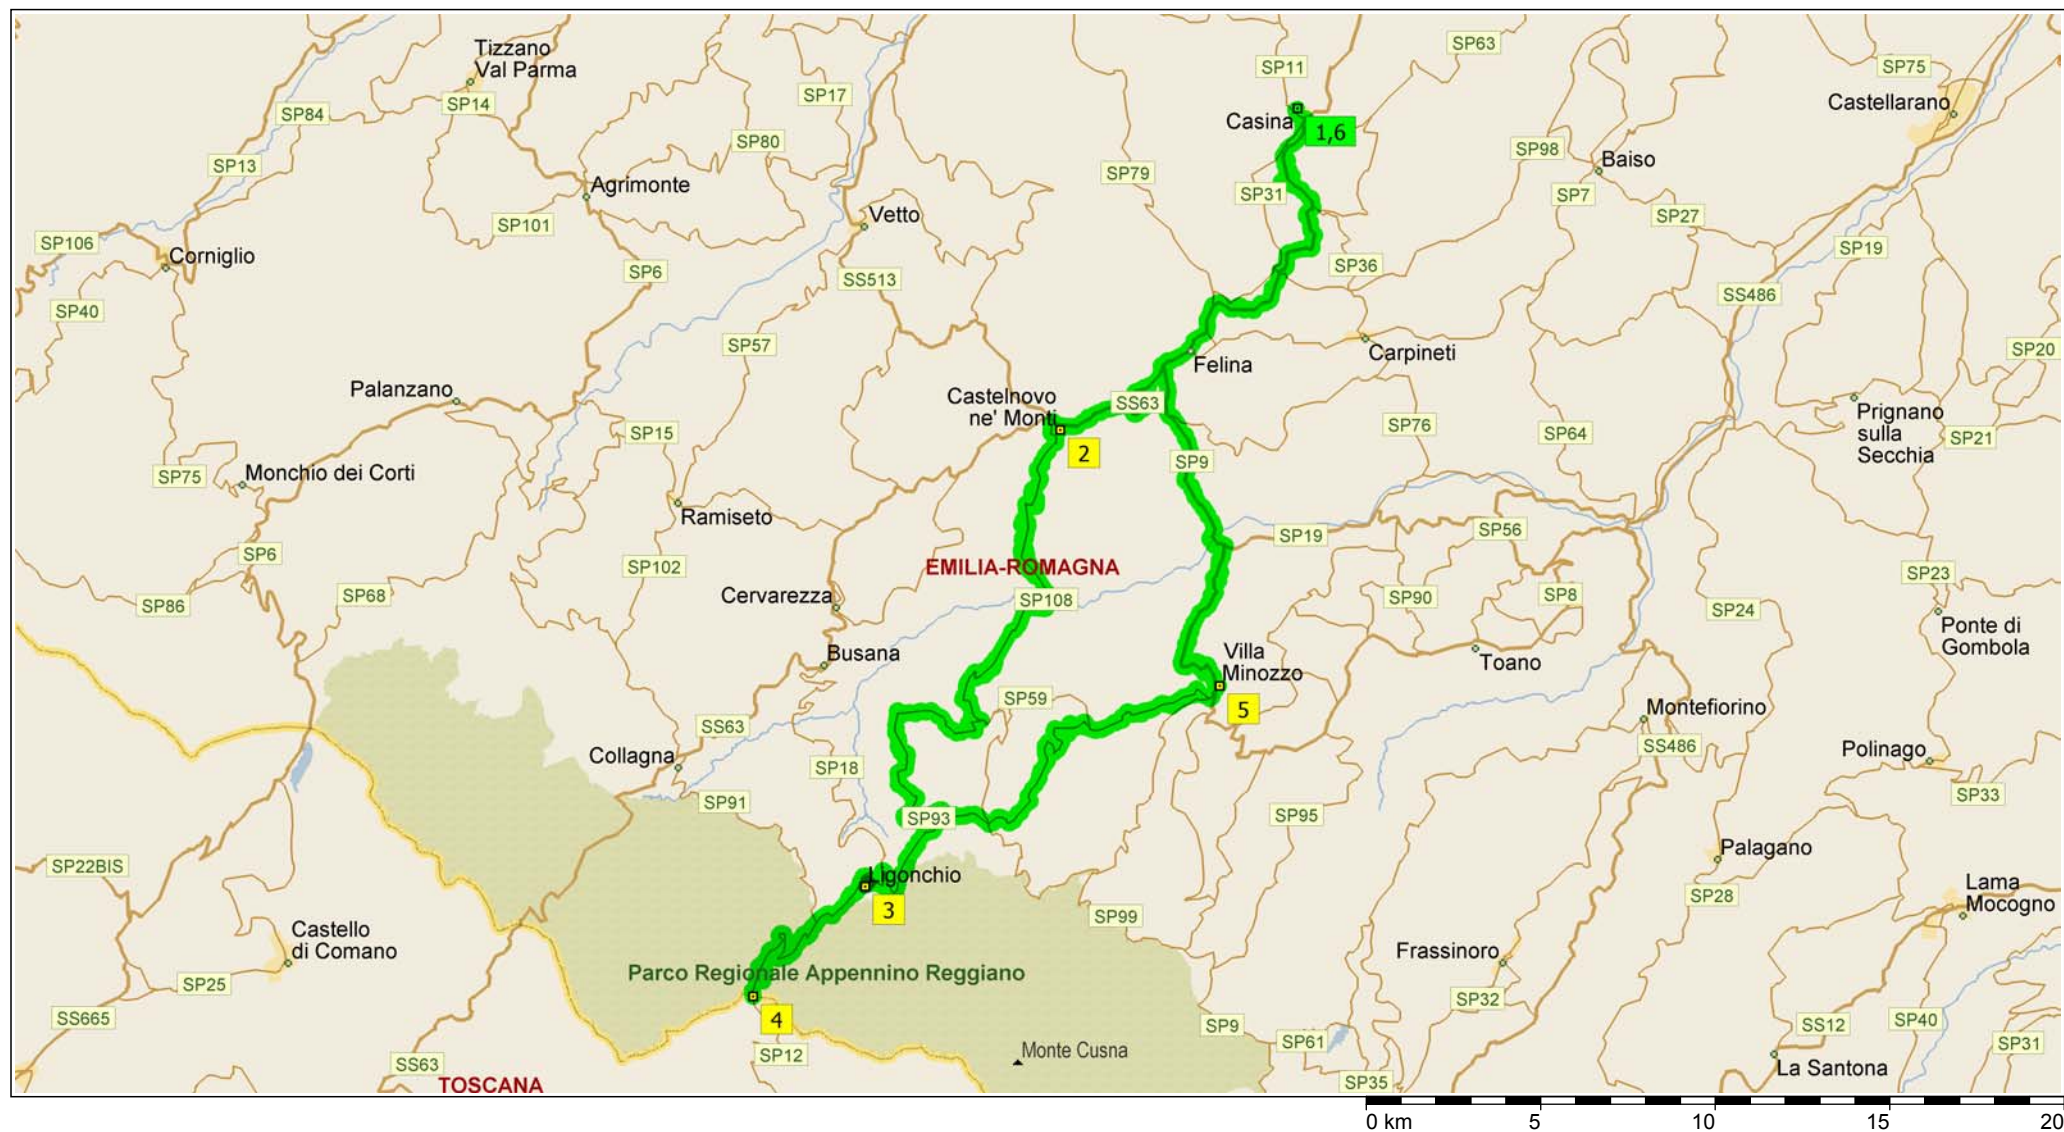 Tizzano
Val Parma
SP14
SP84
SP13
SP17
SP80
SP11
SP63
SP75
Castellarano
Casina
1,6
SP98
Baiso
SP79
SP7
SP31
Agrimonte
SP101
Vetto
SP27
SP19
SP106
Corniglio
SP6
SS513
SP36
SS486
SP40
SP57
Felina
Carpineti
SP20
Palanzano
Castelnovo
ne' Monti
SS63
2
SP15
SP9
SP76
SP64
Prignano
sulla
Secchia
SP21
SP75
Monchio dei Corti
Ramiseto
SP19
SP56
SP6
SP102
EMILIA-ROMAGNA
SP23
SP86
SP68
Cervarezza
SP108
SP90
SP8
SP24
Ponte di
Gombola
Busana
Villa
Minozzo
5
Toano
SP59
Montefiorino
SS63
Collagna
SP18
SS486
Polinago
SP33
SP91
SP93
SP95
Palagano
SP22BIS
Ligonchio
3
SP28
Lama
Mocogno
SP99
Castello
di Comano
Frassinoro
SP25
Parco Regionale Appennino Reggiano
SP32
SS665
4
SP9
SP61
SS12
SP40
SP31
SP12
Monte Cusna
SS63
TOSCANA
SP35
La Santona
0 km 5 10 15 20